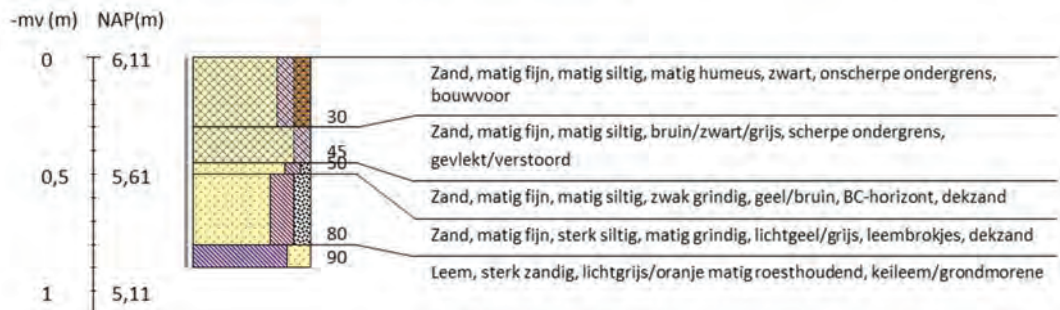 -mv (m) NAP(m)
0 6,11
Zand, matig fijn, matig siltig, matig humeus, zwart, onscherpe ondergrens,
bouwvoor
30
Zand, matig fijn, matig siltig, bruin/zwart/grijs, scherpe ondergrens,
gevlekt/verstoord
45
50
0,5 5,61
Zand, matig fijn, matig siltig, zwak grindig, geel/bruin, BC-horizont, dekzand
80
Zand, matig fijn, sterk siltig, matig grindig, lichtgeel/grijs, leembrokjes, dekzand
90
Leem, sterk zandig, lichtgrijs/oranje matig roesthoudend, keileem/grondmorene
1 5,11